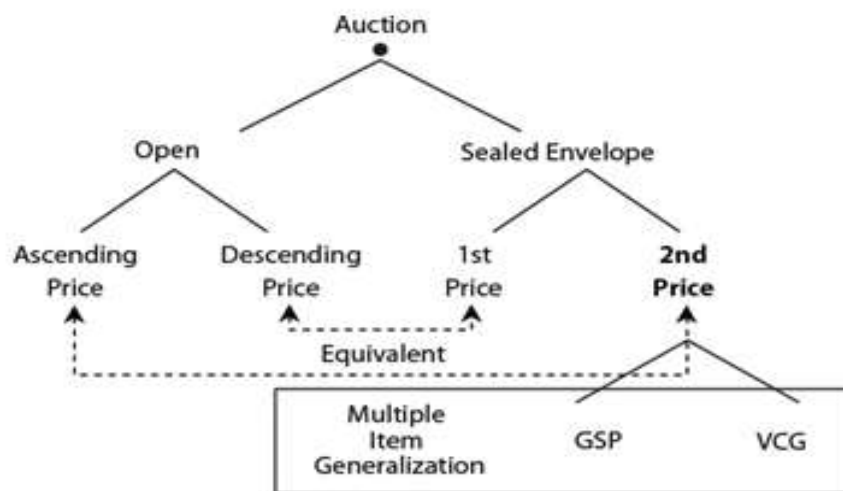 Auction
Open
Sealed Envelope
Ascending
Price
Descending
Price
1st
Price
2nd
Price
Equivalent
Multiple
Item
Generalization
GSP
VCG